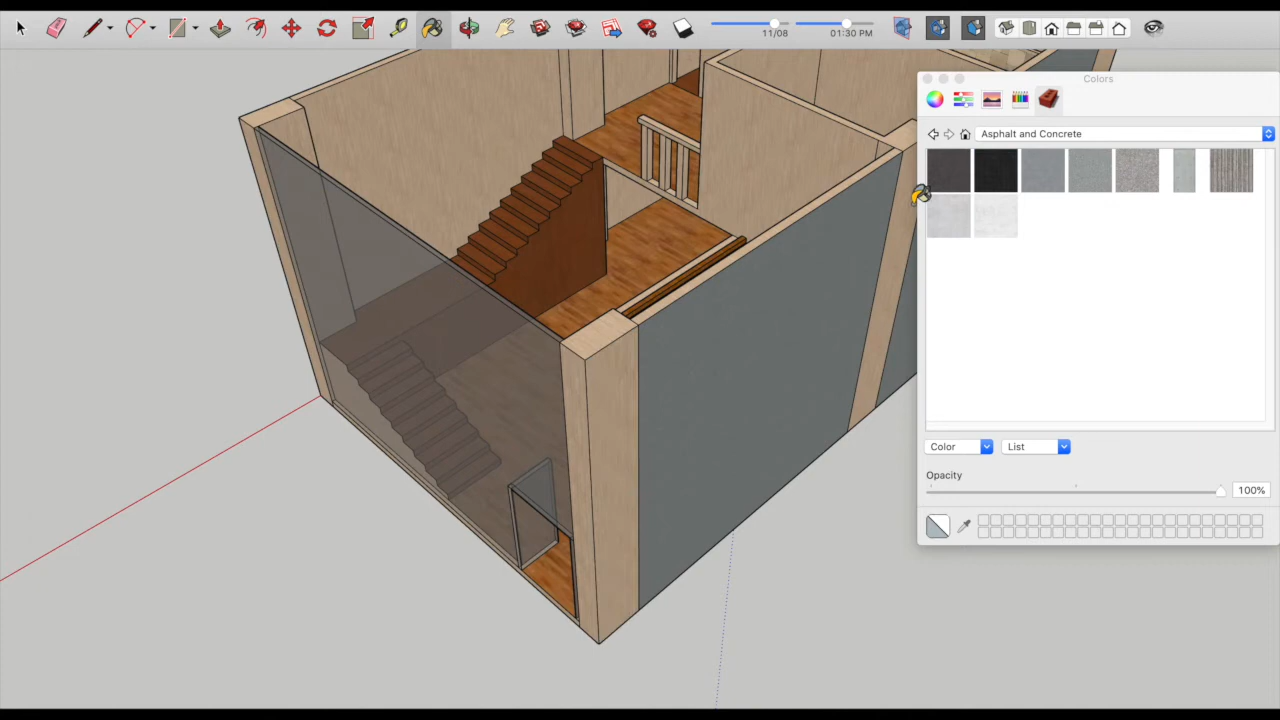 11/08
01:30 PM
Colors
Asphalt and Concrete
Color
List
Opacity
100%